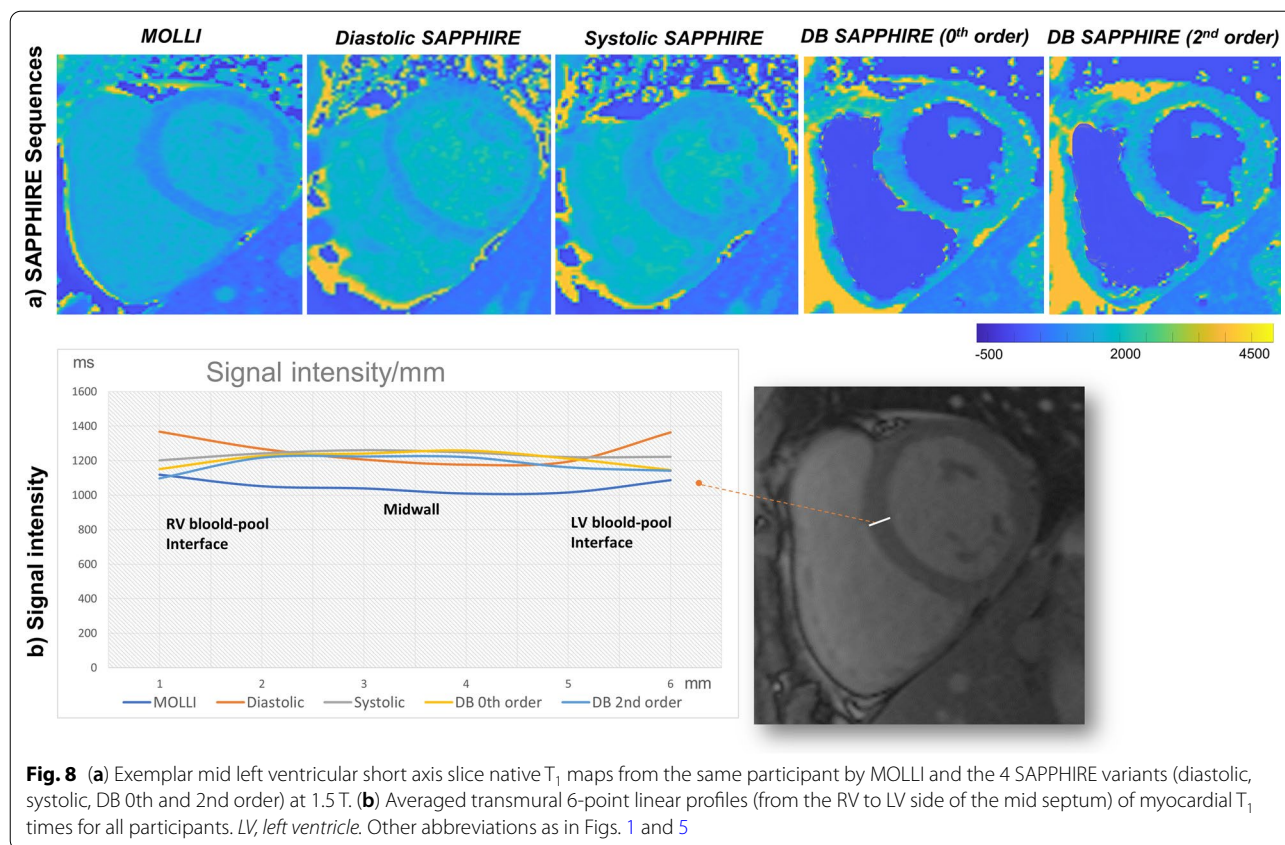 MOLLI
Diastolic SAPPHIRE
Systolic SAPPHIRE
DB SAPPHIRE (0th order)
DB SAPPHIRE (2nd order)
a) SAPPHIRE Sequences
-500
2000
4500
b) Signal intensity
ms
Signal intensity/mm
1600
1400
1200
1000
800
600
400
200
0
RV bloold-pool
Interface
Midwall
LV bloold-pool
Interface
1 2 3 4 5 6 mm
MOLLI Diastolic Systolic DB 0th order DB 2nd order
Fig. 8 (a) Exemplar mid left ventricular short axis slice native T1 maps from the same participant by MOLLI and the 4 SAPPHIRE variants (diastolic,
systolic, DB 0th and 2nd order) at 1.5 T. (b) Averaged transmural 6-point linear profiles (from the RV to LV side of the mid septum) of myocardial T1
times for all participants. LV, left ventricle. Other abbreviations as in Figs. 1 and 5